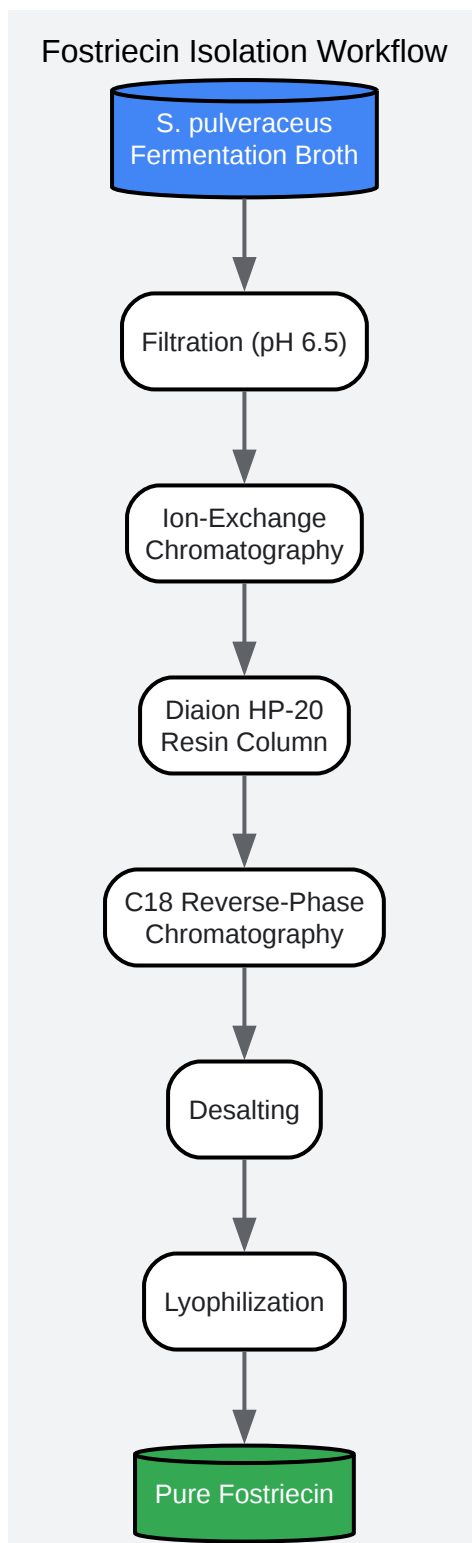 Fostriecin Isolation Workflow
S. pulveraceus
Fermentation Broth
Filtration (pH 6.5)
Ion-Exchange
Chromatography
Diaion HP-20
Resin Column
C18 Reverse-Phase
Chromatography
Desalting
Lyophilization
Pure Fostriecin